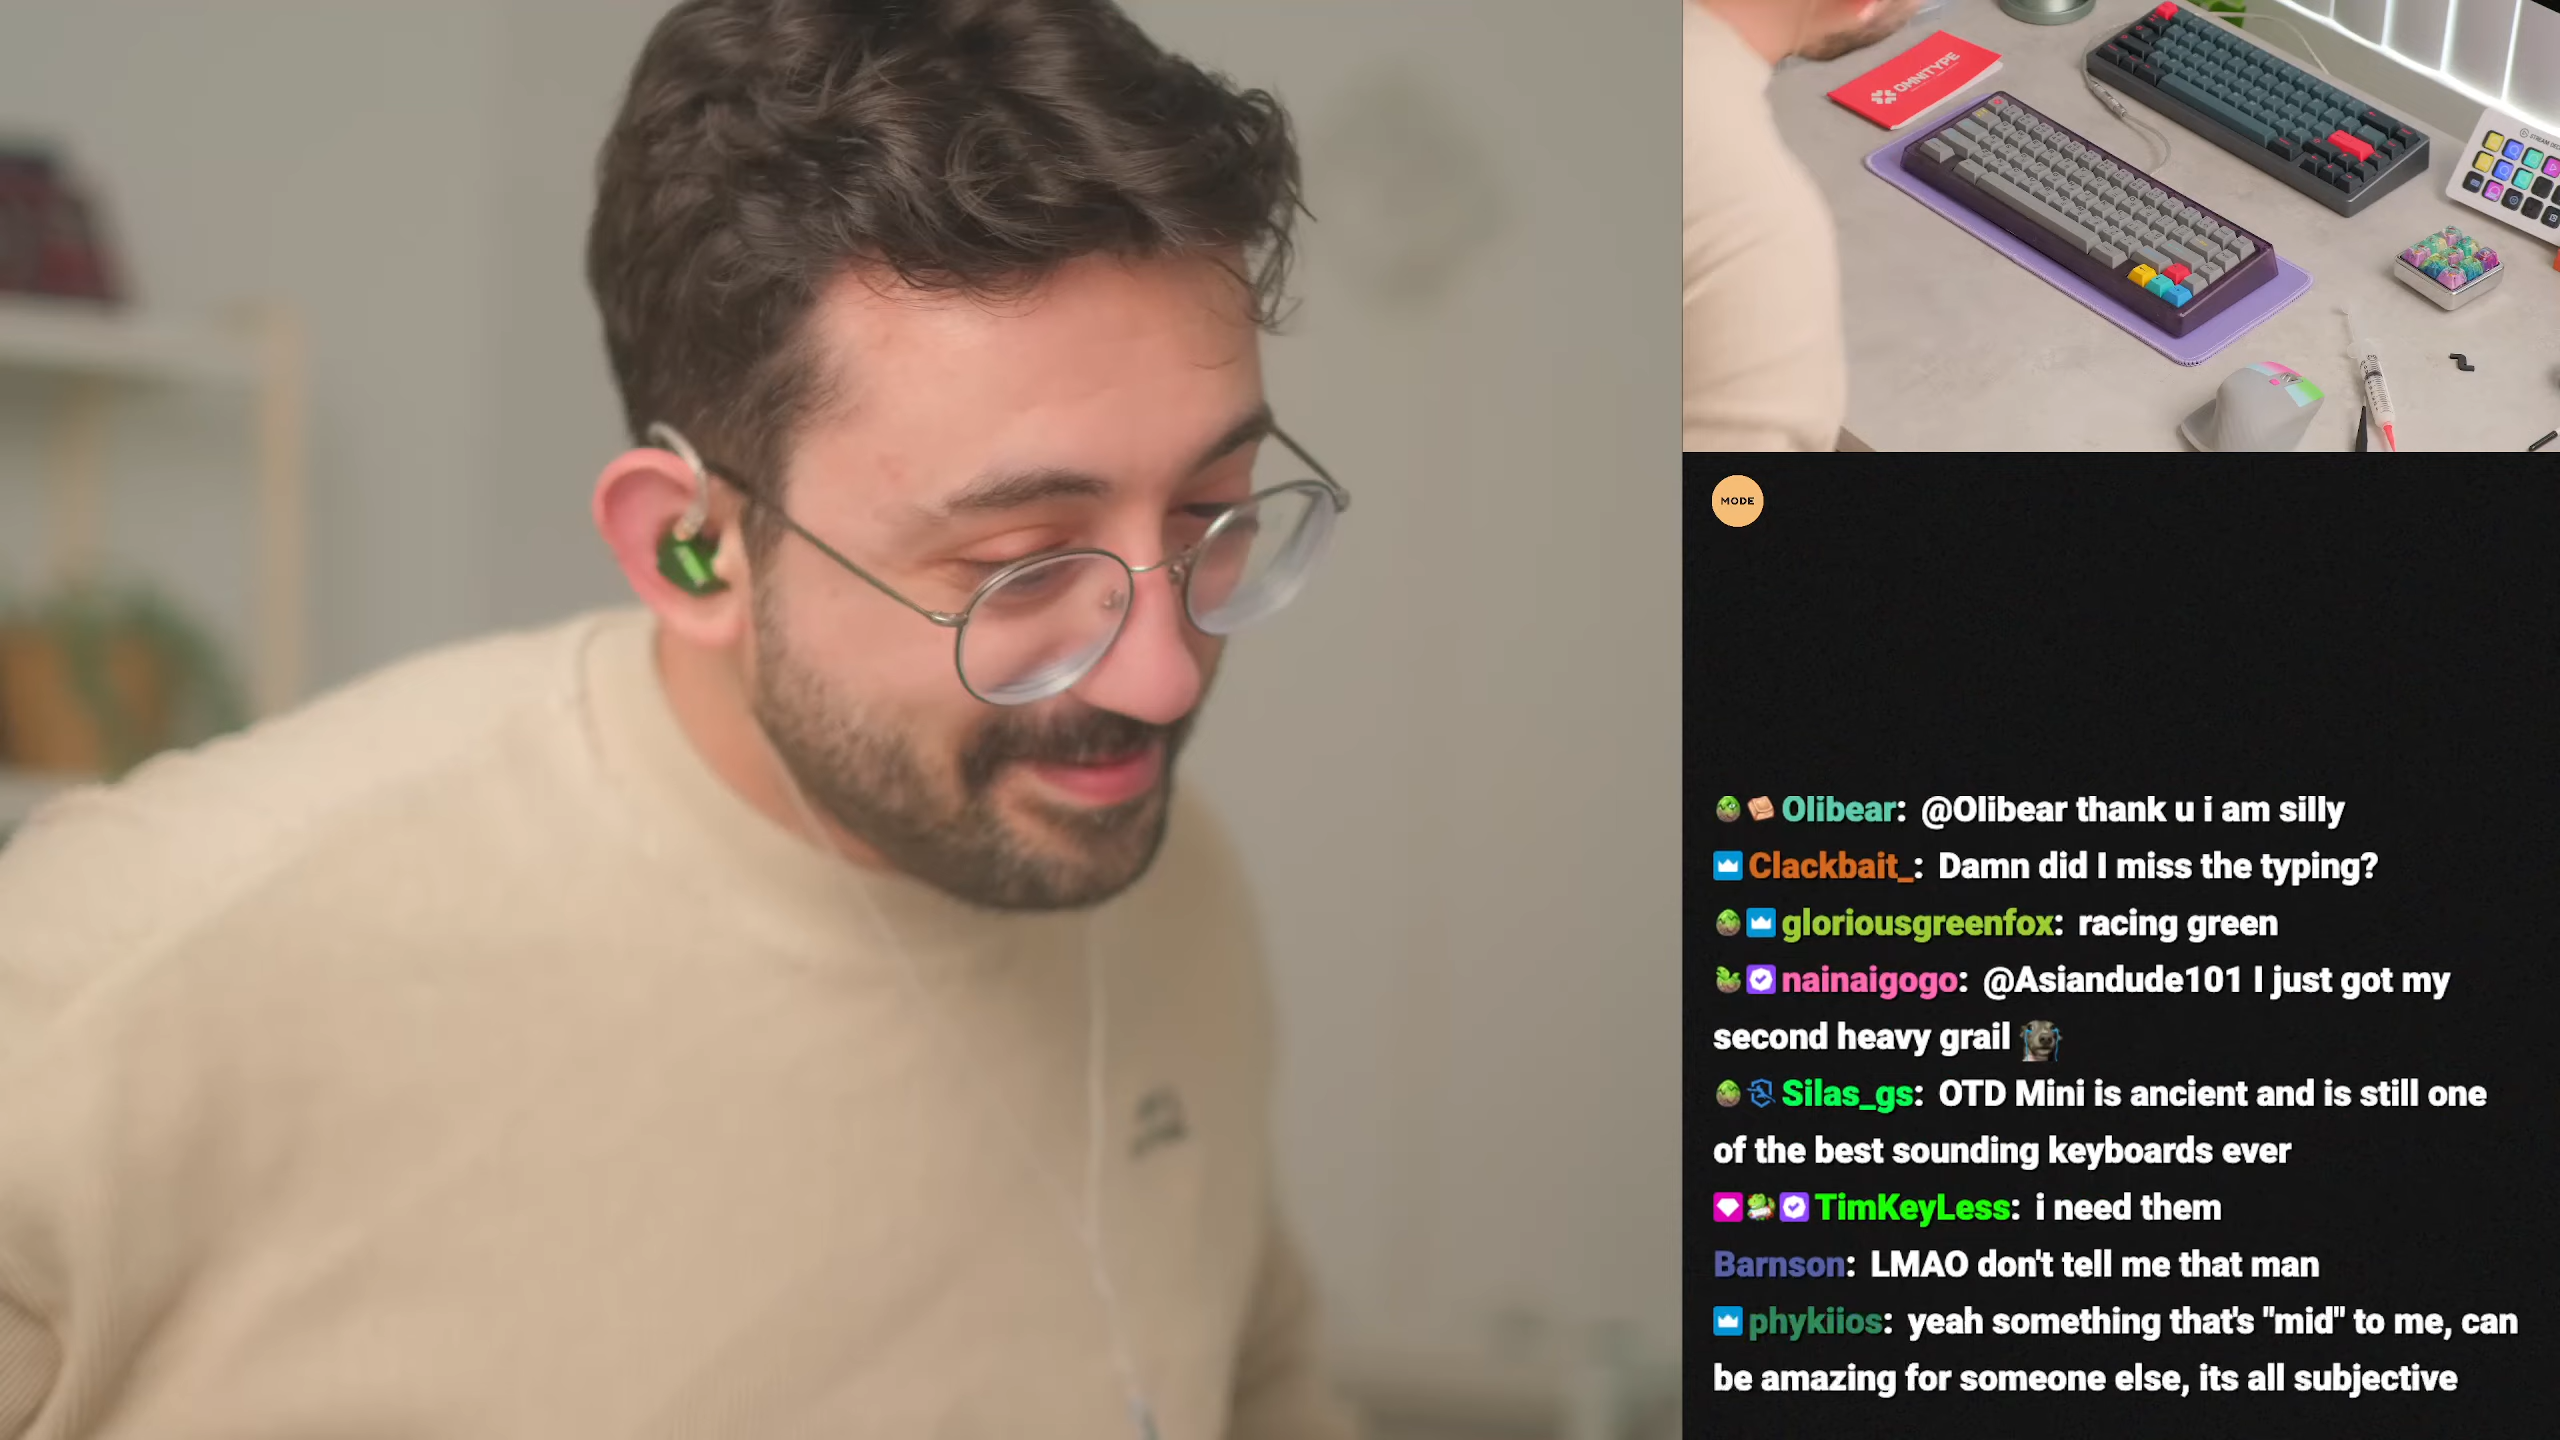 OMNITYPE
STREAM DECK
MODE
Olibear: @Olibear thank u i am silly
Clackbait_: Damn did I miss the typing?
gloriousgreenfox: racing green
nainaigogo: @Asiandude101 I just got my
second heavy grail
Silas_gs: OTD Mini is ancient and is still one
of the best sounding keyboards ever
TimKeyLess: i need them
Barnson: LMAO don't tell me that man
phykiios: yeah something that's "mid" to me, can
be amazing for someone else, its all subjective